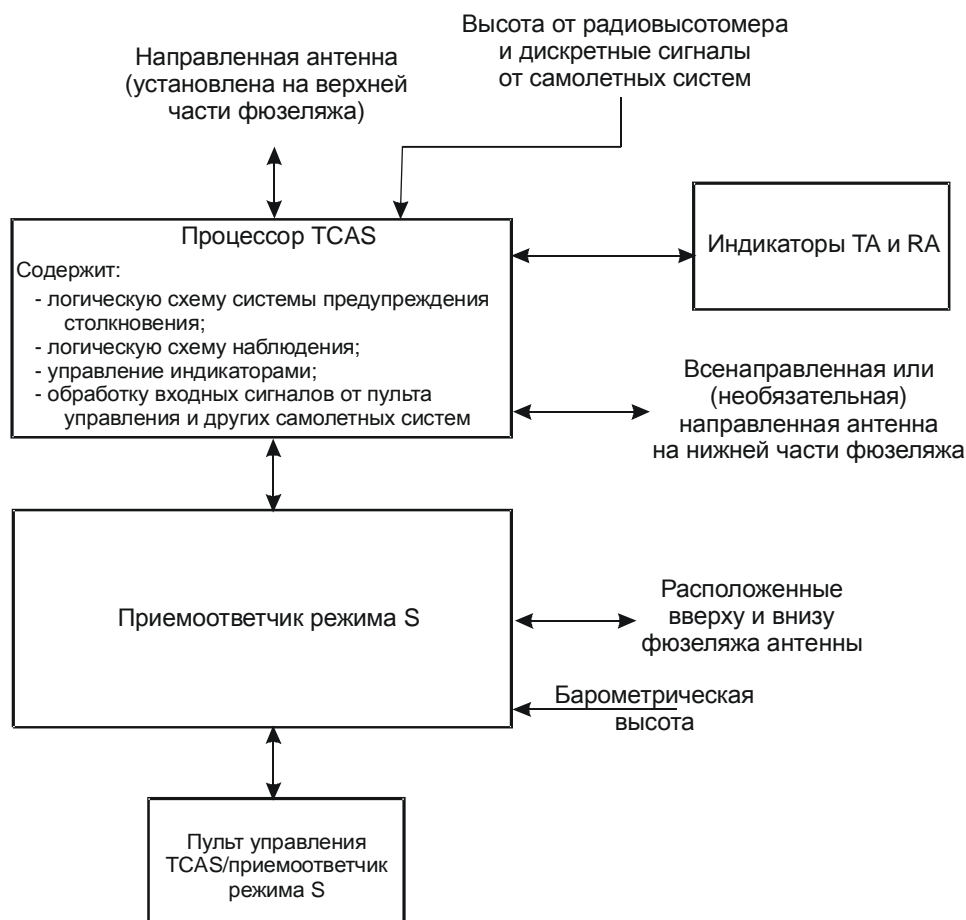 Высота от радиовысотомера
и дискретные сигналы
от самолетных систем
Направленная антенна
(установлена на верхней
части фюзеляжа)
Процессор TCAS
Содержит:
- логическую схему системы предупреждения
столкновения;
- логическую схему наблюдения;
- управление индикаторами;
- обработку входных сигналов от пульта
управления и других самолетных систем
Индикаторы TA и RA
Всенаправленная или
(необязательная)
направленная антенна
на нижней части фюзеляжа
Приемоответчик режима S
Расположенные
вверху и внизу
фюзеляжа антенны
Барометрическая
высота
Пульт управления
TCAS/приемоответчик
режима S